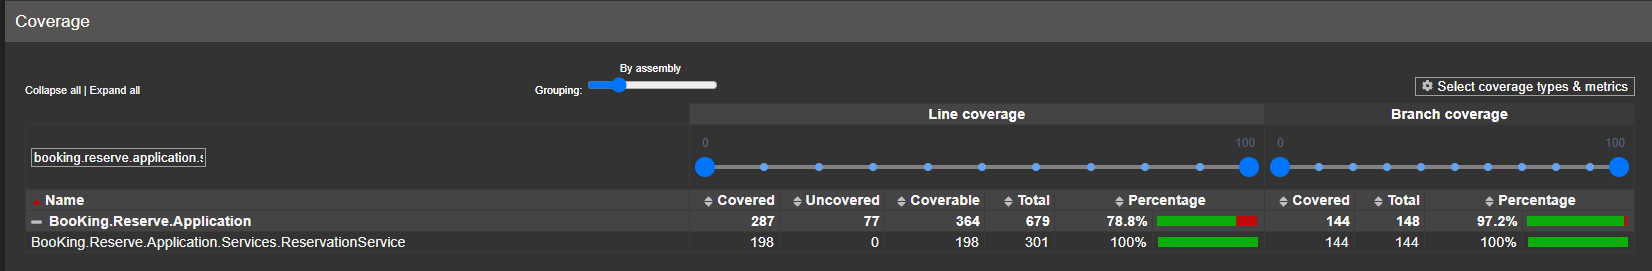 Coverage
By assembly
Collapse all | Expand all
Grouping:
Select coverage types & metrics
Line coverage
Branch coverage
booking.reserve.application.s
0 100
0 100
Name Covered Uncovered Coverable Total Percentage Covered Total Percentage
BooKing.Reserve.Application 287 77 364 679 78.8% 144 148 97.2%
BooKing.Reserve.Application.Services.ReservationService 198 0 198 301 100% 144 144 100%